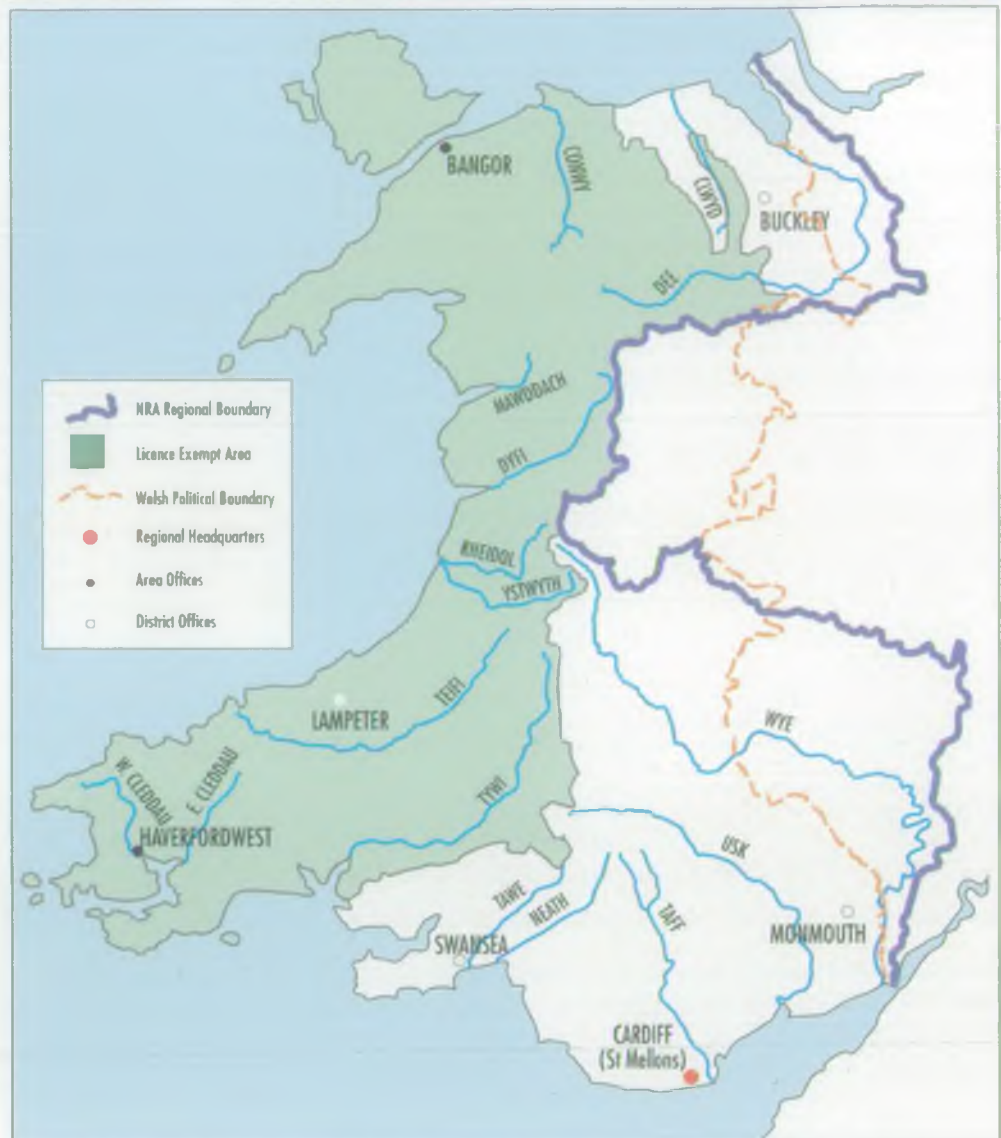 BANGOR
CONWY
CLWYD
BUCKLEY
DEE
MAWDDACH
DYFI
NRA Regional Boundary
Licence Exempt Area
Welsh Political Boundary
Regional Headquarters
Area Offices
District Offices
RHEIDOL
YSTWYTH
TEIFI
LAMPETER
WYE
W. CLEDDAU
E. CLEDDAU
TYWI
HAVERFORDWEST
USK
TAWE
NEATH
TAFF
SWANSEA
MONMOUTH
CARDIFF
(St Mellons)